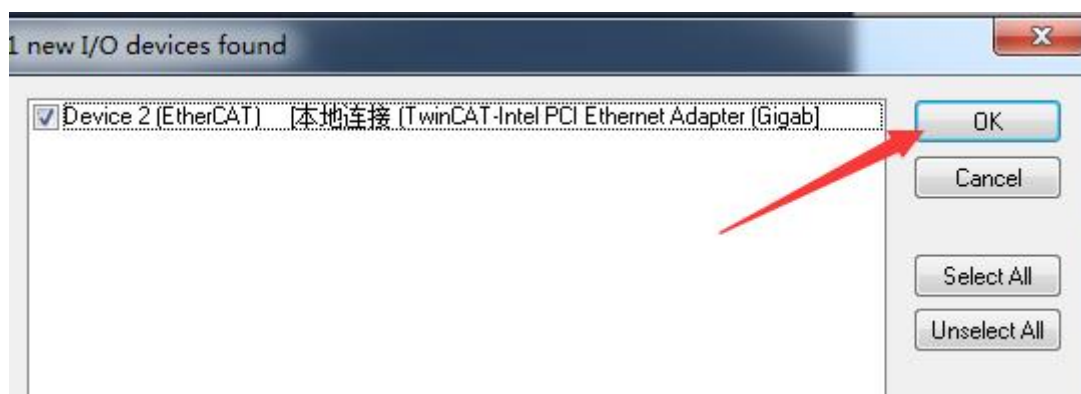 1 new I/O devices found
Device 2 (EtherCAT) [本地连接 (TwinCAT-Intel PCI Ethernet Adapter (Gigab]
OK
Cancel
Select All
Unselect All